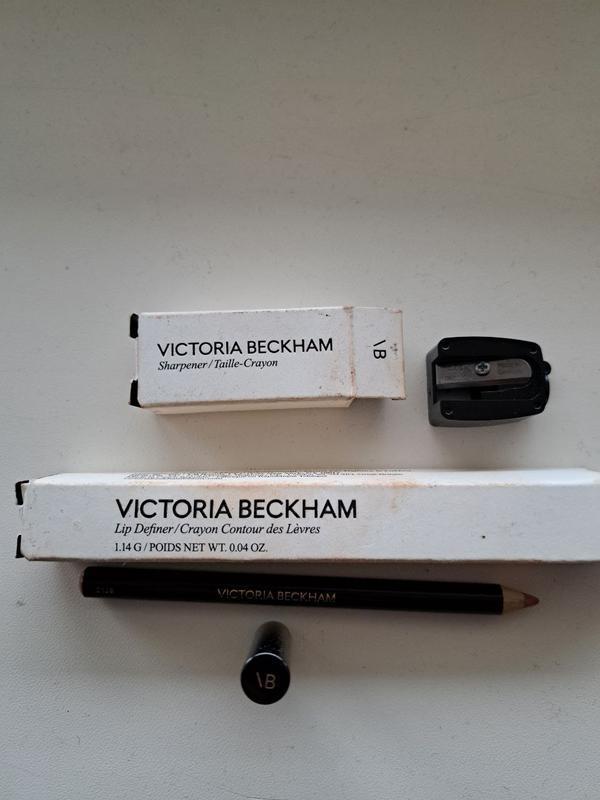 VICTORIA BECKHAM
Sharpener/Taille-Crayon
\B
VICTORIA BECKHAM
Lip Definer/Crayon Contour des Lèvres
1.14 G / POIDS NET WT. 0.04 OZ.
VICTORIA BECKHAM
\B